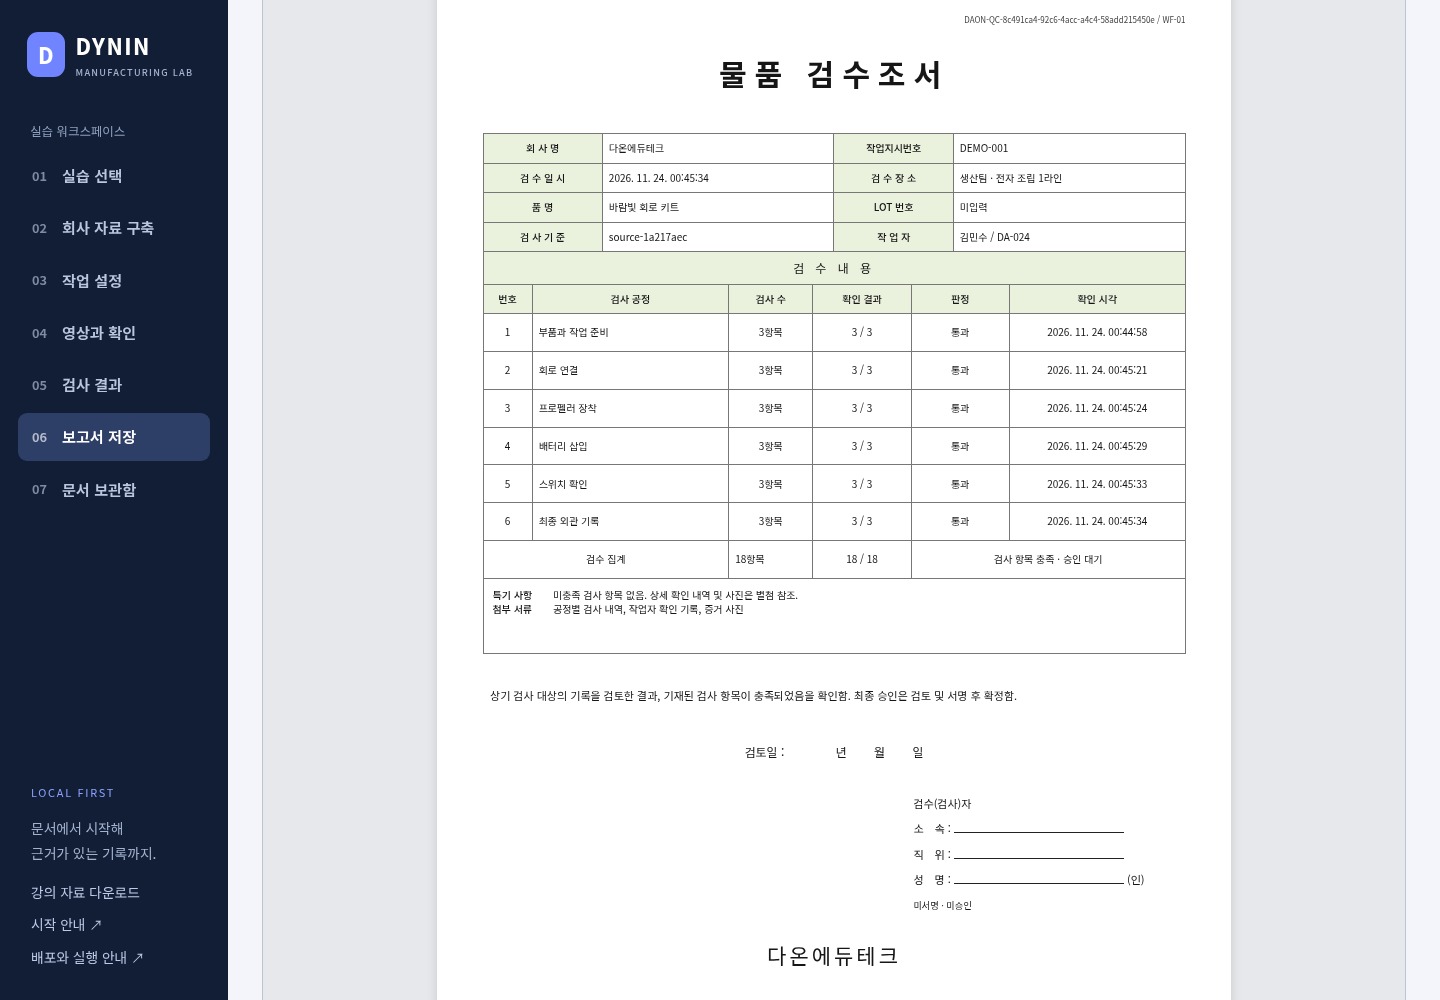 D
DYNIN
MANUFACTURING LAB
실습 워크스페이스
01 실습 선택
02 회사 자료 구축
03 작업 설정
04 영상과 확인
05 검사 결과
06 보고서 저장
07 문서 보관함
LOCAL FIRST
문서에서 시작해
근거가 있는 기록까지.
강의 자료 다운로드
시작 안내 ↗
배포와 실행 안내 ↗
DAON-QC-8c491ca4-92c6-4acc-a4c4-58add215450e / WF-01
물품 검수조서
회 사 명 다온에듀테크 작업지시번호 DEMO-001
검 수 일 시 2026. 11. 24. 00:45:34 검 수 장 소 생산팀 · 전자 조립 1라인
품 명 바람빛 회로 키트 LOT 번호 미입력
검 사 기 준 source-1a217aec 작 업 자 김민수 / DA-024
검 수 내 용
번호 검사 공정 검사 수 확인 결과 판정 확인 시각
1 부품과 작업 준비 3항목 3 / 3 통과 2026. 11. 24. 00:44:58
2 회로 연결 3항목 3 / 3 통과 2026. 11. 24. 00:45:21
3 프로펠러 장착 3항목 3 / 3 통과 2026. 11. 24. 00:45:24
4 배터리 삽입 3항목 3 / 3 통과 2026. 11. 24. 00:45:29
5 스위치 확인 3항목 3 / 3 통과 2026. 11. 24. 00:45:33
6 최종 외관 기록 3항목 3 / 3 통과 2026. 11. 24. 00:45:34
검수 집계 18항목 18 / 18 검사 항목 충족 · 승인 대기
특기 사항 미충족 검사 항목 없음. 상세 확인 내역 및 사진은 별첨 참조.
첨부 서류 공정별 검사 내역, 작업자 확인 기록, 증거 사진
상기 검사 대상의 기록을 검토한 결과, 기재된 검사 항목이 충족되었음을 확인함. 최종 승인은 검토 및 서명 후 확정함.
검토일 : 년 월 일
검수(검사)자
소 속 :
직 위 :
성 명 : (인)
미서명 · 미승인
다온에듀테크